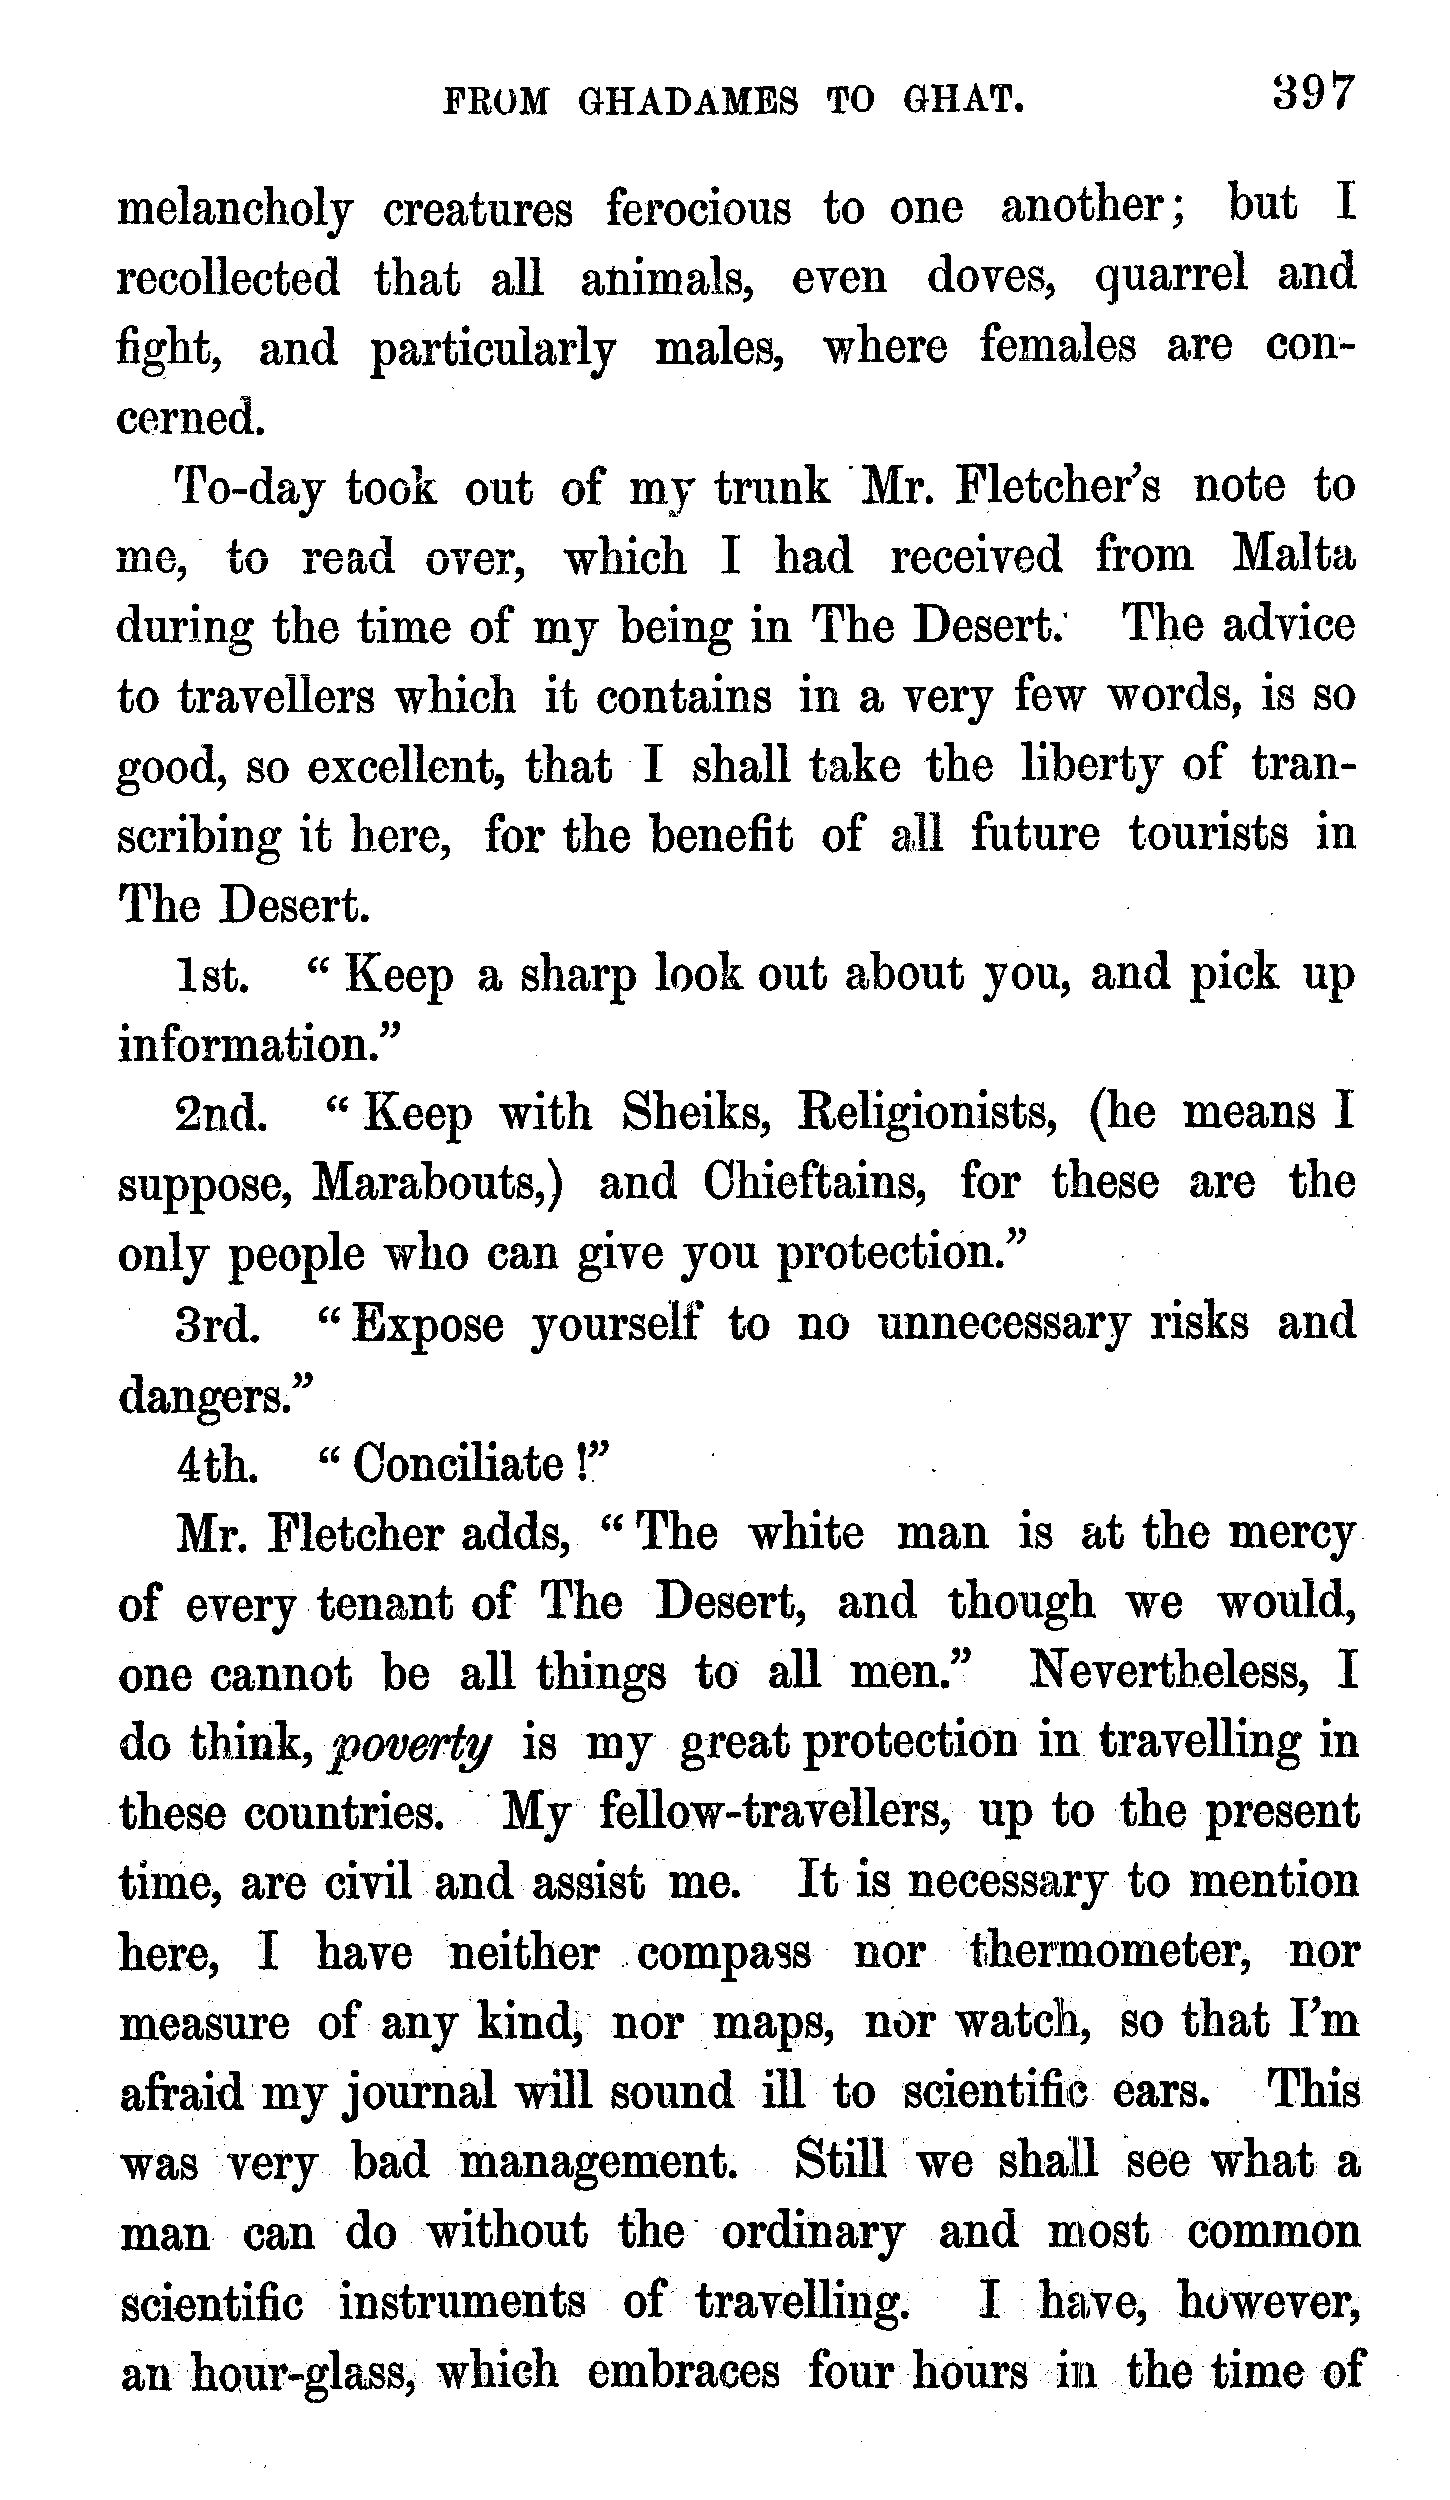 FROM GHADAMES TO GHAT. 397
melancholy creatures ferocious to one another; but I
recollected that all animals, even doves, quarrel and
fight, and particularly males, where females are con-
cerned.
To-day took out of my trunk Mr. Fletcher's note to
me, to read over, which I had received from Malta
during the time of my being in The Desert. The advice
to travellers which it contains in a very few words, is so
good, so excellent, that I shall take the liberty of tran-
scribing it here, for the benefit of all future tourists in
The Desert.
1st. “Keep a sharp look out about you, and pick up
information.”
2nd. “Keep with Sheiks, Religionists, (he means I
suppose, Marabouts,) and Chieftains, for these are the
only people who can give you protection.”
3rd. “Expose yourself to no unnecessary risks and
dangers.”
4th. “Conciliate!”
Mr. Fletcher adds, “The white man is at the mercy
of every tenant of The Desert, and though we would,
one cannot be all things to all men.” Nevertheless, I
do think, poverty is my great protection in travelling in
these countries. My fellow-travellers, up to the present
time, are civil and assist me. It is necessary to mention
here, I have neither compass nor thermometer, nor
measure of any kind, nor maps, nor watch, so that I'm
afraid my journal will sound ill to scientific ears. This
was very bad management. Still we shall see what a
man can do without the ordinary and most common
scientific instruments of travelling. I have, however,
an hour-glass, which embraces four hours in the time of